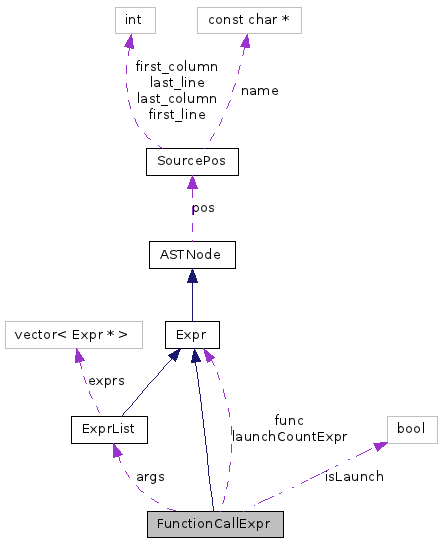 int
const char *
first_column
last_line
last_column
first_line
name
SourcePos
pos
ASTNode
vector< Expr * >
Expr
exprs
func
launchCountExpr
ExprList
bool
args
isLaunch
FunctionCallExpr